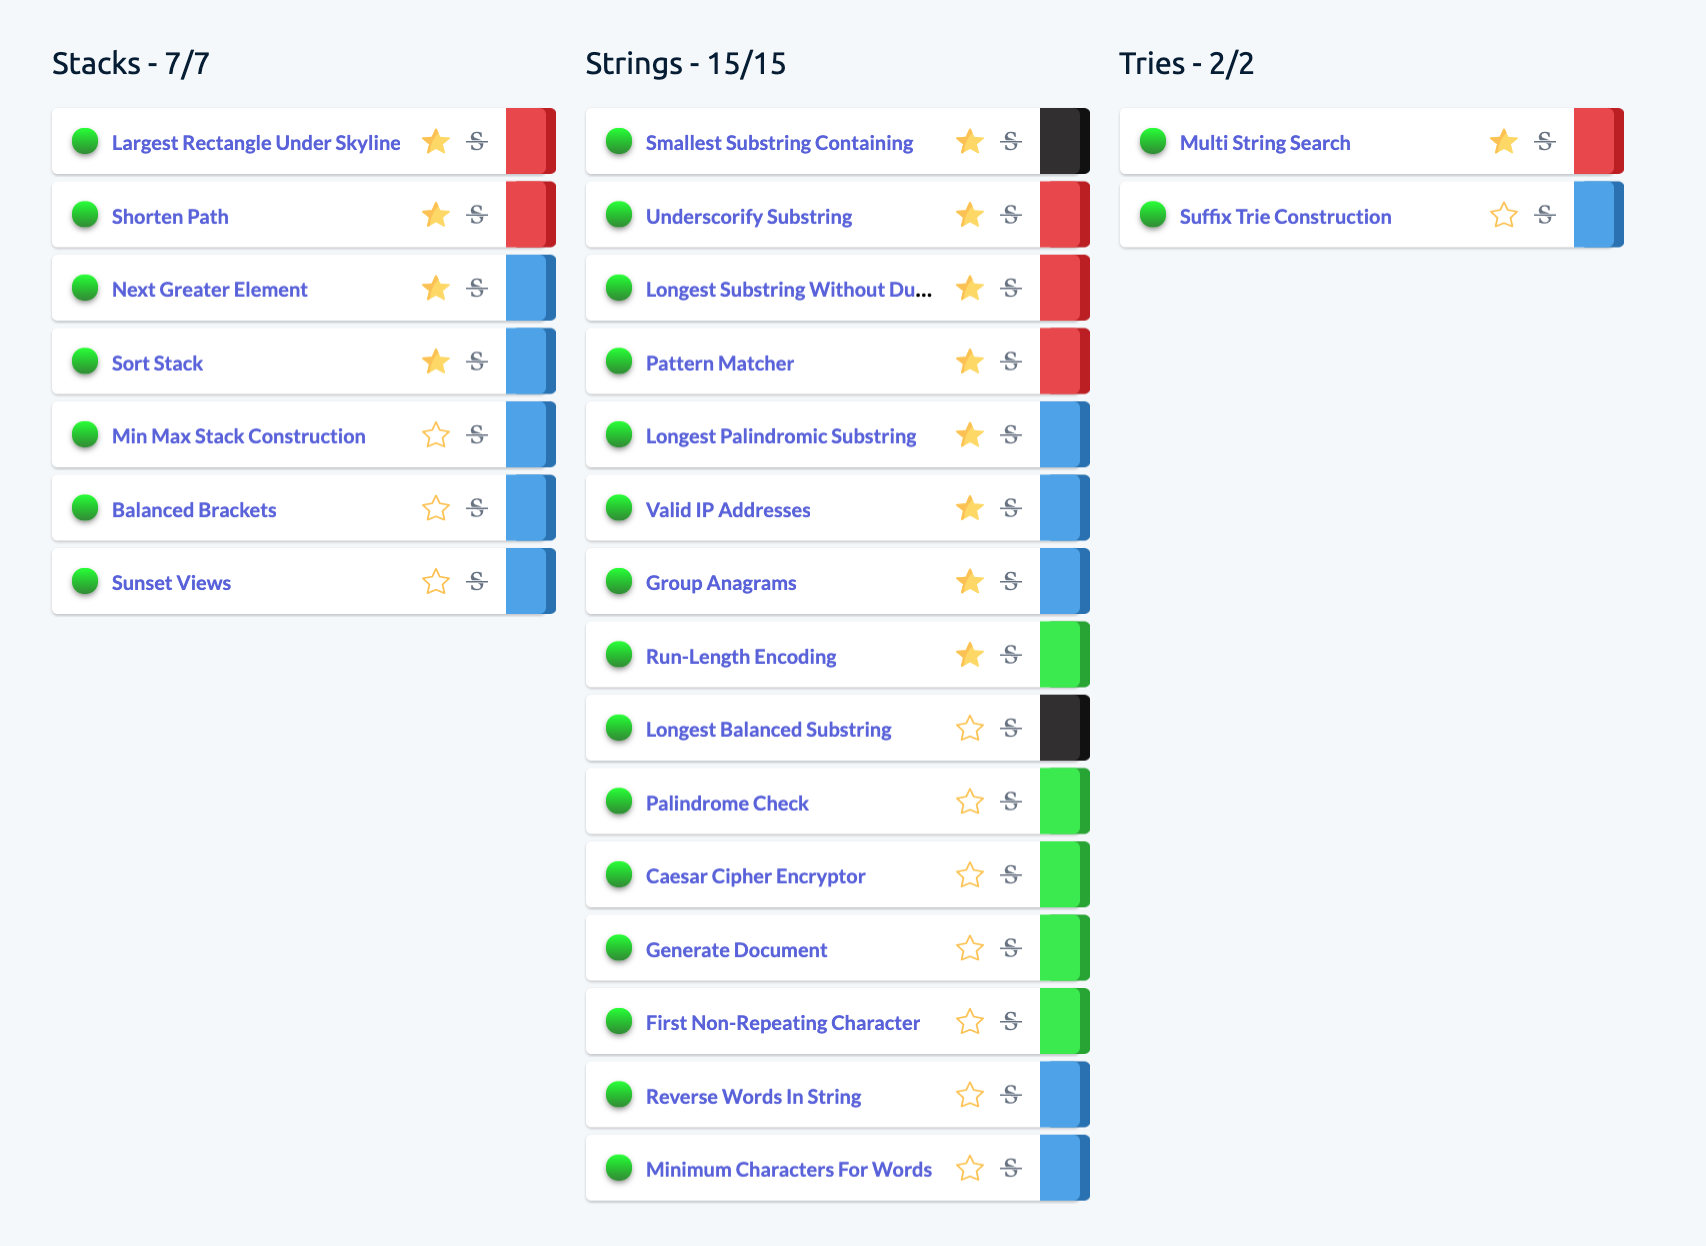 Stacks - 7/7
Largest Rectangle Under Skyline S
Shorten Path S
Next Greater Element S
Sort Stack S
Min Max Stack Construction S
Balanced Brackets S
Sunset Views S
Strings - 15/15
Smallest Substring Containing S
Underscorify Substring S
Longest Substring Without Du... S
Pattern Matcher S
Longest Palindromic Substring S
Valid IP Addresses S
Group Anagrams S
Run-Length Encoding S
Longest Balanced Substring S
Palindrome Check S
Caesar Cipher Encryptor S
Generate Document S
First Non-Repeating Character S
Reverse Words In String S
Minimum Characters For Words S
Tries - 2/2
Multi String Search S
Suffix Trie Construction S